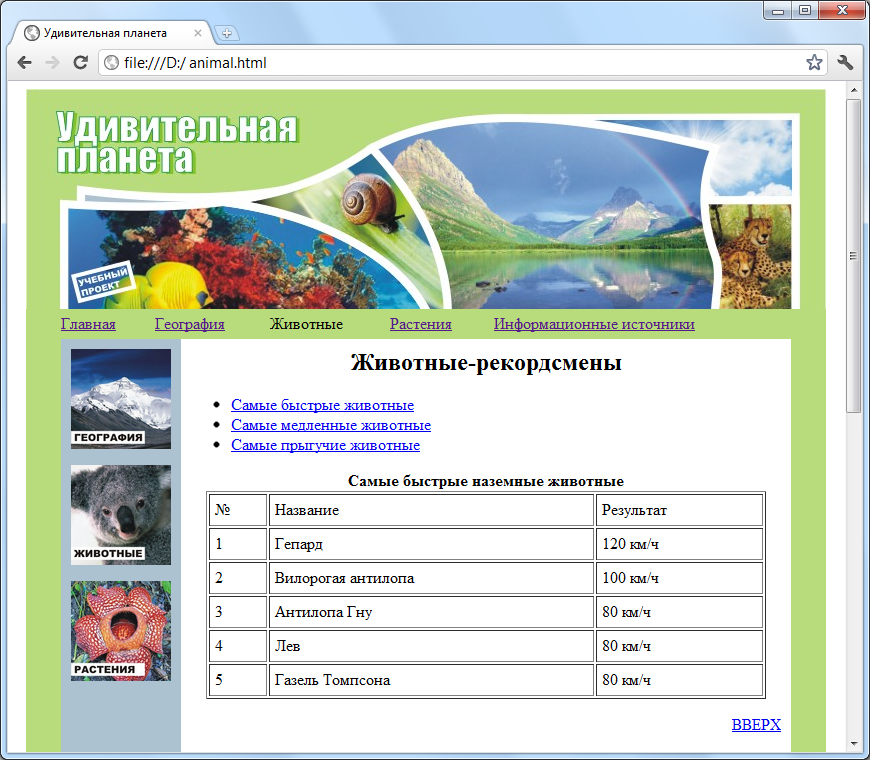 Удивительная планета
file:///D:/ animal.html
Удивительная
планета
УЧЕБНЫЙ
ПРОЕКТ
Главная География Животные Растения Информационные источники
ГЕОГРАФИЯ
ЖИВОТНЫЕ
РАСТЕНИЯ
Животные-рекордсмены
Самые быстрые животные
Самые медленные животные
Самые прыгучие животные
Самые быстрые наземные животные
№ Название Результат
1 Гепард 120 км/ч
2 Вилорогая антилопа 100 км/ч
3 Антилопа Гну 80 км/ч
4 Лев 80 км/ч
5 Газель Томпсона 80 км/ч
ВВЕРХ